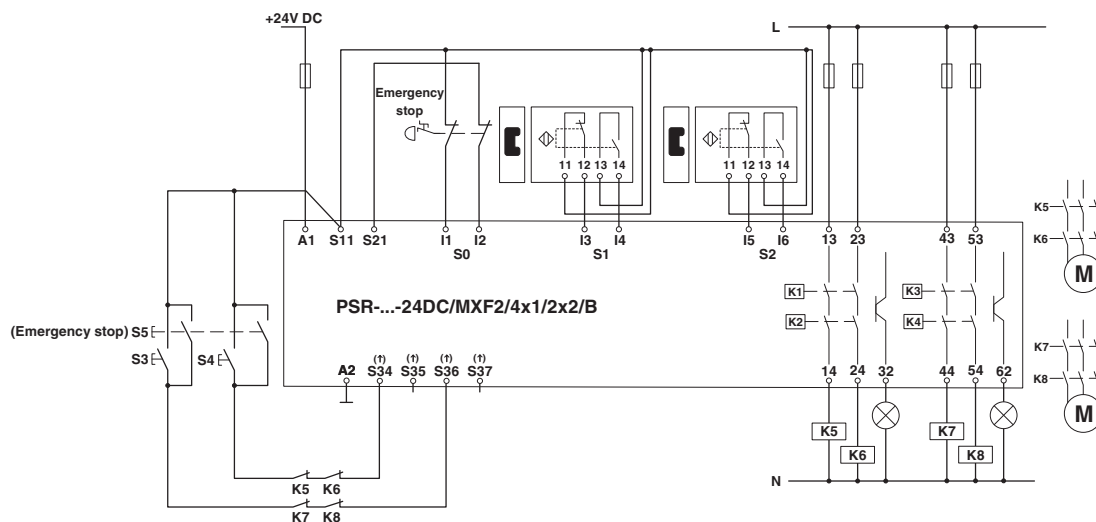 +24V DC
L
Emergency
stop
11 12 13 14
11 12 13 14
A1 S11 S21 I1 I2 I3 I4 I5 I6 13 23 43 53
S0 S1 S2
K5
K6
M
PSR-...-24DC/MXF2/4x1/2x2/B
K1 K3
K2 K4
(Emergency stop) S5
S3 S4
K7
K8
M
(↑) (↑) (↑) (↑)
A2 S34 S35 S36 S37 14 24 32 44 54 62
K5 K7
K6 K8
K5 K6
N
K7 K8